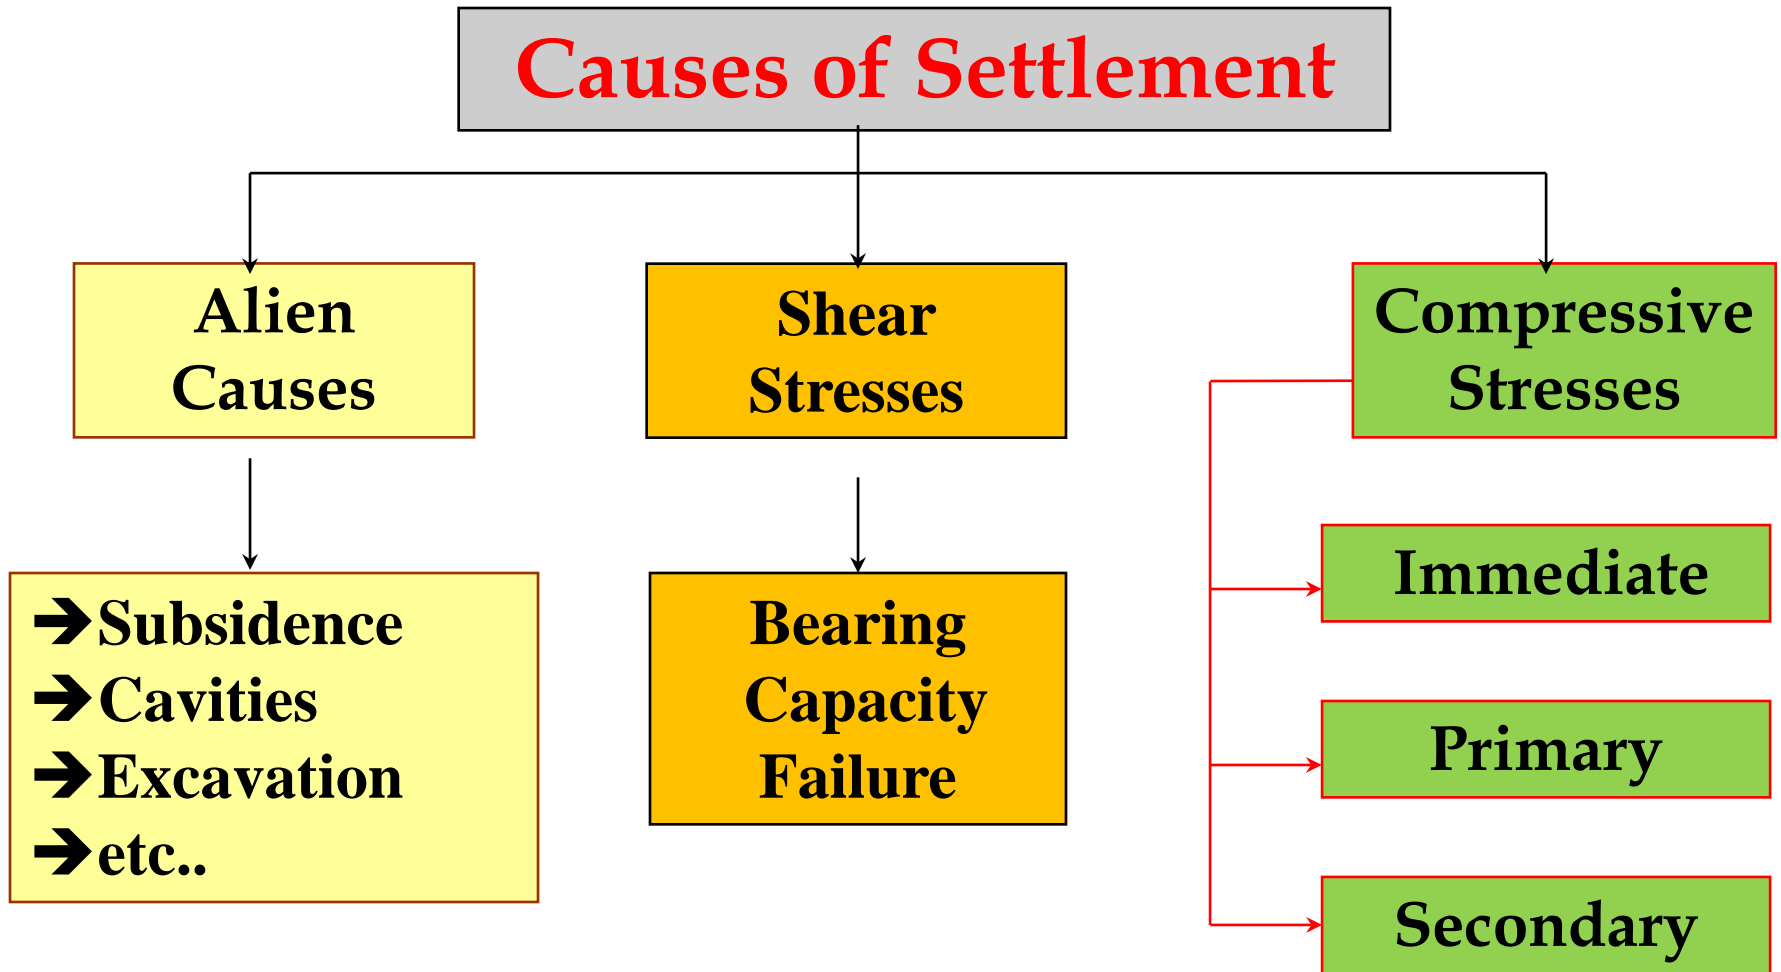 Causes of Settlement
Alien
Causes
Shear
Stresses
Compressive
Stresses
➔Subsidence
➔Cavities
➔Excavation
➔etc..
Bearing
Capacity
Failure
Immediate
Primary
Secondary